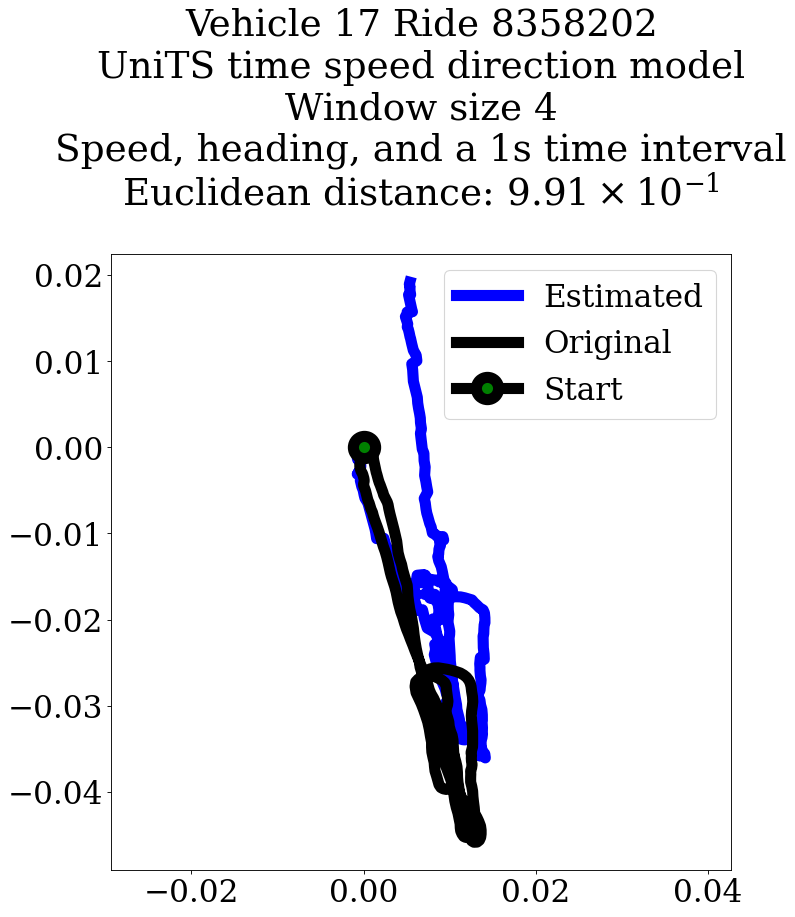 Vehicle 17 Ride 8358202
UniTS time speed direction model
Window size 4
Speed, heading, and a 1s time interval
Euclidean distance: 9.91 × 10⁻¹
Estimated
Original
Start
0.02
0.01
0.00
−0.01
−0.02
−0.03
−0.04
−0.02 0.00 0.02 0.04